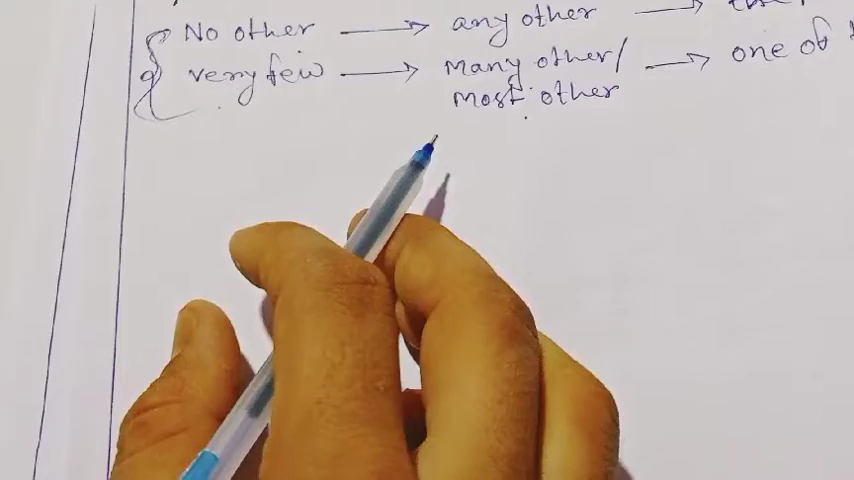 No other → any other →
very few → Many other/ → one of
most other